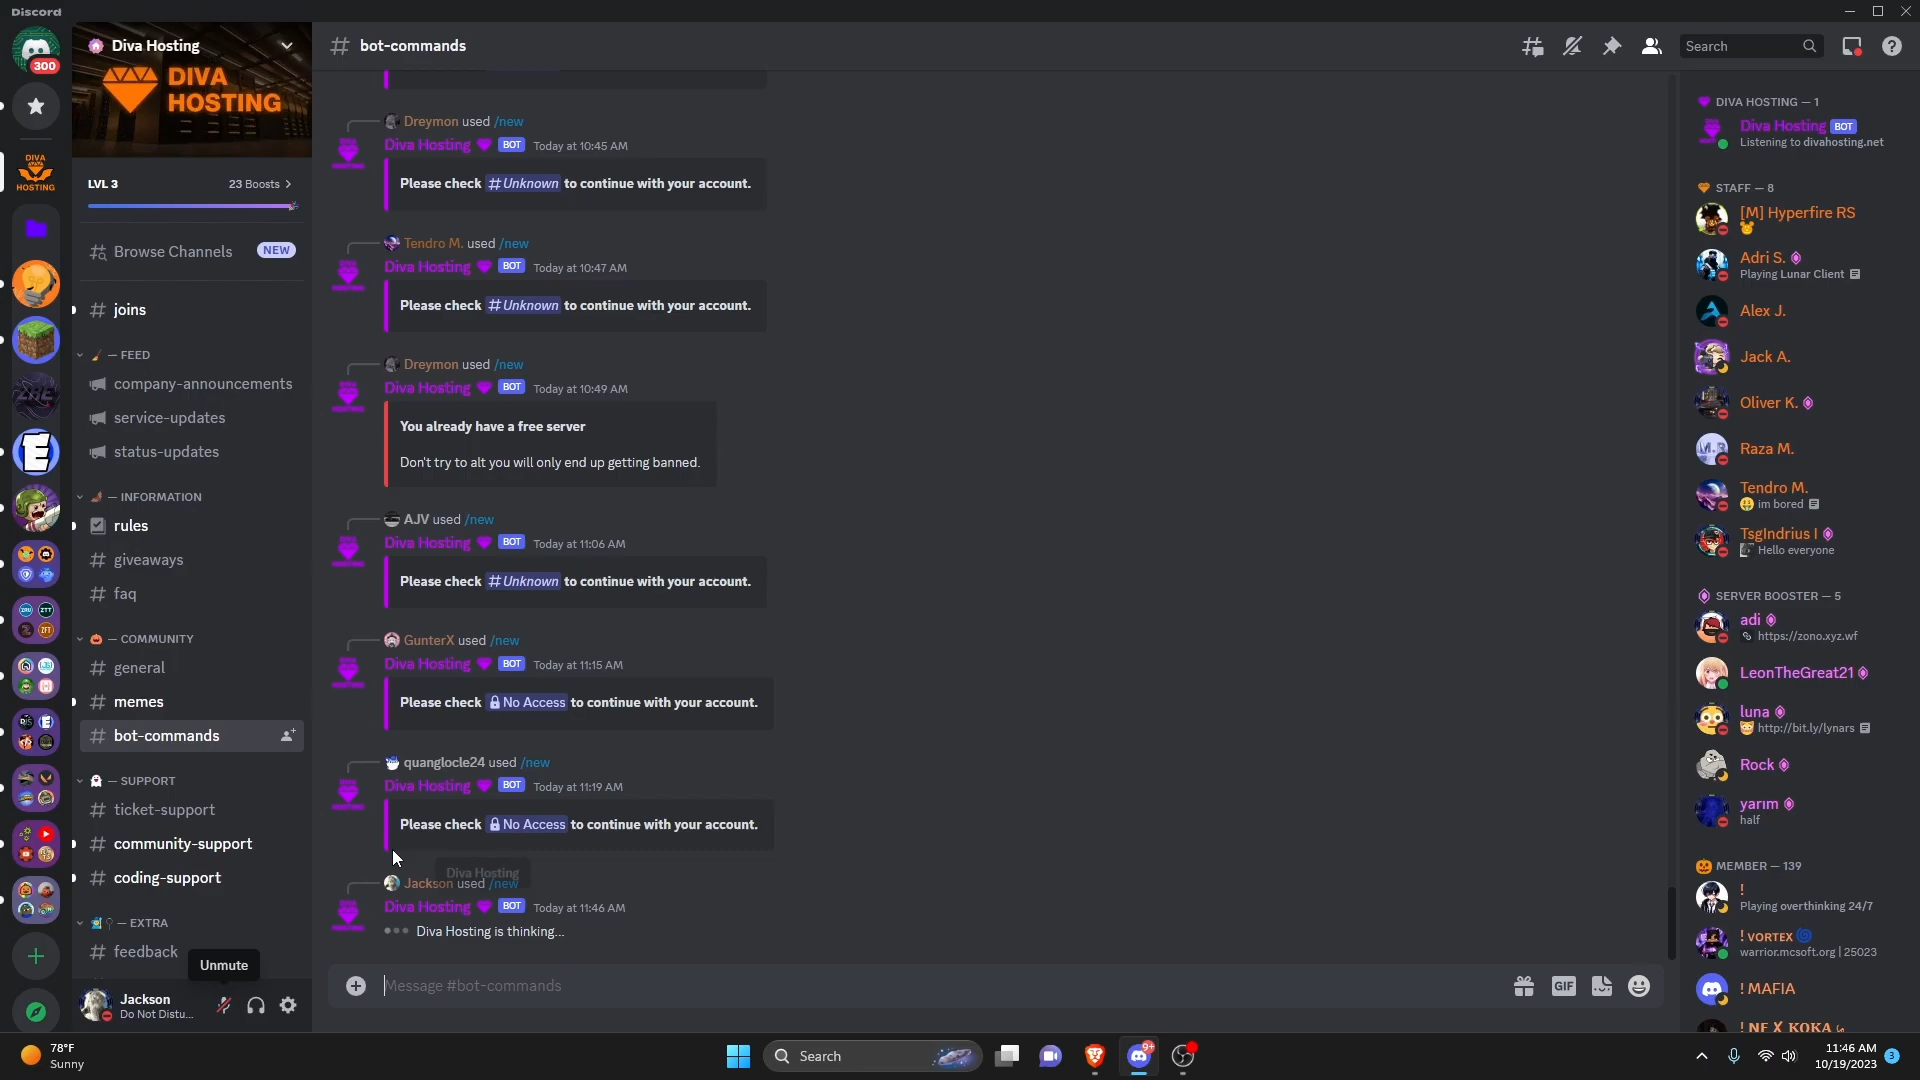 Discord
300
DIVA
HOSTING
Diva Hosting
DIVA
HOSTING
LVL 3
23 Boosts
Browse Channels
NEW
joins
— FEED
company-announcements
service-updates
status-updates
— INFORMATION
rules
giveaways
faq
— COMMUNITY
general
memes
bot-commands
— SUPPORT
ticket-support
community-support
coding-support
— EXTRA
feedback
Unmute
Jackson
Do Not Distu...
bot-commands
Search
Dreymon used /new
Diva Hosting BOT Today at 10:45 AM
Please check #Unknown to continue with your account.
Tendro M. used /new
Diva Hosting BOT Today at 10:47 AM
Please check #Unknown to continue with your account.
Dreymon used /new
Diva Hosting BOT Today at 10:49 AM
You already have a free server
Don't try to alt you will only end up getting banned.
AJV used /new
Diva Hosting BOT Today at 11:06 AM
Please check #Unknown to continue with your account.
GunterX used /new
Diva Hosting BOT Today at 11:15 AM
Please check No Access to continue with your account.
quanglocle24 used /new
Diva Hosting BOT Today at 11:19 AM
Please check No Access to continue with your account.
Diva Hosting
Jackson used /new
Diva Hosting BOT Today at 11:46 AM
Diva Hosting is thinking...
Message #bot-commands
GIF
DIVA HOSTING — 1
Diva Hosting BOT
Listening to divahosting.net
STAFF — 8
[M] Hyperfire RS
Adri S.
Playing Lunar Client
Alex J.
Jack A.
Oliver K.
Raza M.
Tendro M.
im bored
TsgIndrius I
Hello everyone
SERVER BOOSTER — 5
adi
https://zono.xyz.wf
LeonTheGreat21
luna
http://bit.ly/lynars
Rock
yarım
half
MEMBER — 139
!
Playing overthinking 24/7
! VORTEX
warrior.mcsoft.org | 25023
! MAFIA
! NE X KOKA
78°F
Sunny
Search
9+
11:46 AM
10/19/2023
3